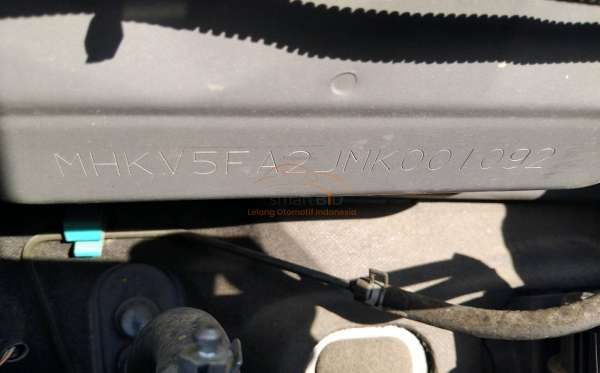 MHKV5FA2JMK001092
smartBID
Lelang Otomotif Indonesia